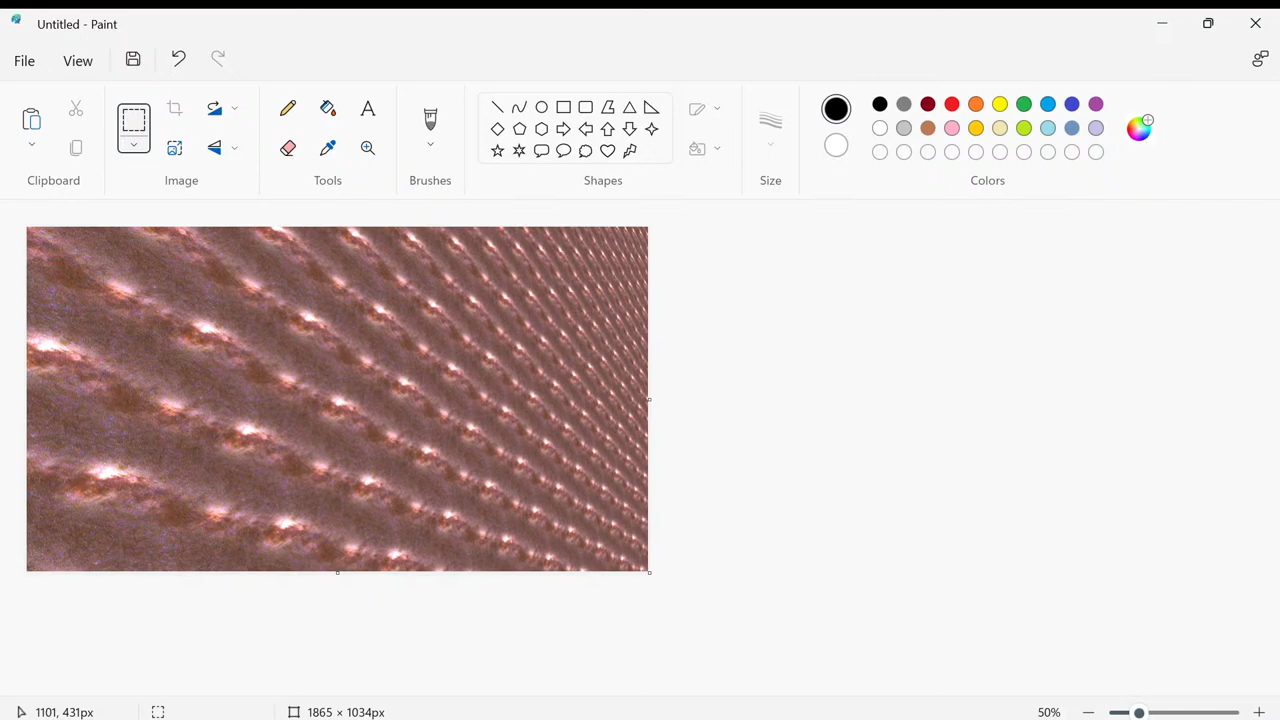 Untitled - Paint
File View
Clipboard Image Tools Brushes Shapes Size Colors
1101, 431px 1865 × 1034px 50%